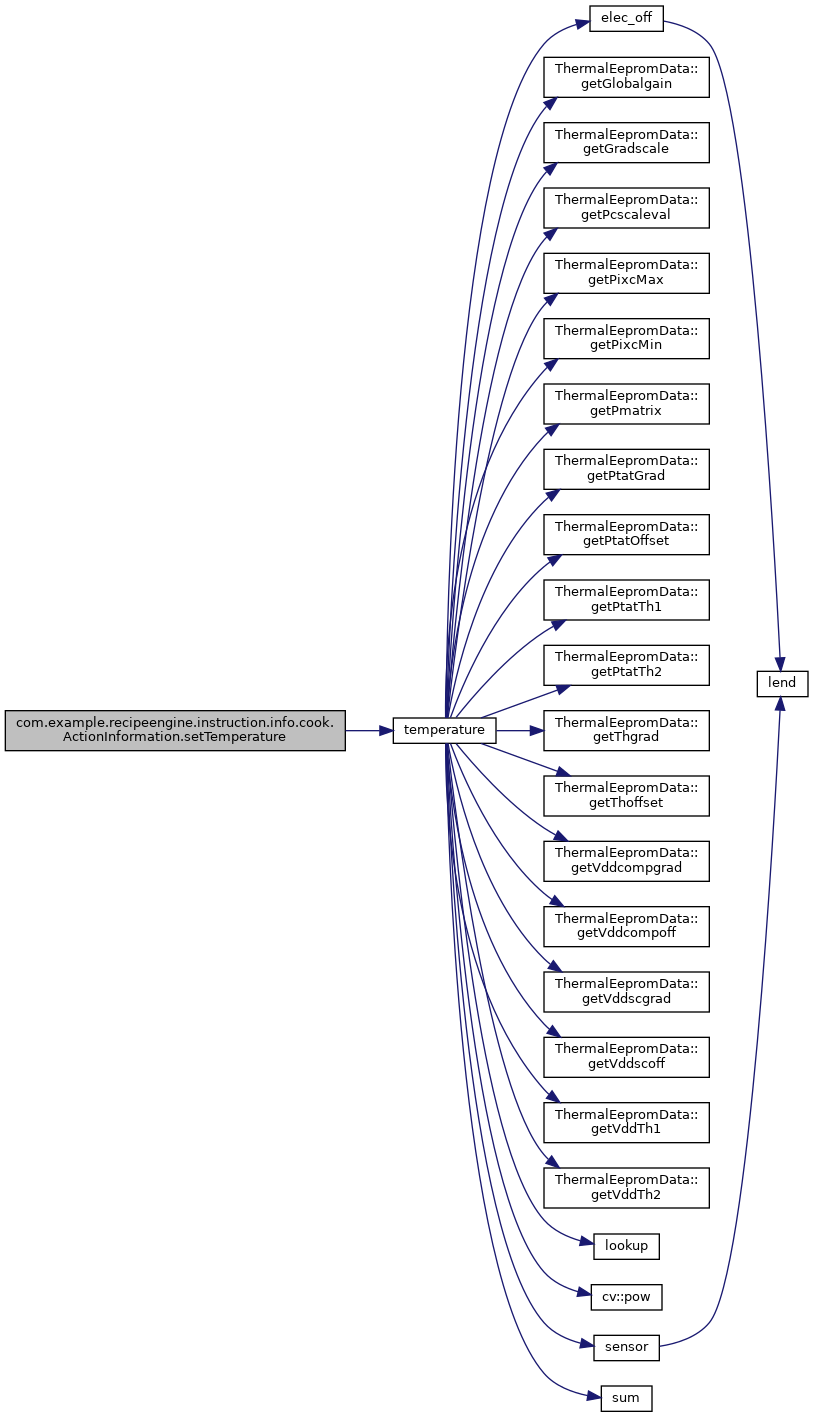 elec_off
ThermalEepromData::
getGlobalgain
ThermalEepromData::
getGradscale
ThermalEepromData::
getPcscaleval
ThermalEepromData::
getPixcMax
ThermalEepromData::
getPixcMin
ThermalEepromData::
getPmatrix
ThermalEepromData::
getPtatGrad
ThermalEepromData::
getPtatOffset
ThermalEepromData::
getPtatTh1
ThermalEepromData::
getPtatTh2
lend
com.example.recipeengine.instruction.info.cook.
ActionInformation.setTemperature
temperature
ThermalEepromData::
getThgrad
ThermalEepromData::
getThoffset
ThermalEepromData::
getVddcompgrad
ThermalEepromData::
getVddcompoff
ThermalEepromData::
getVddscgrad
ThermalEepromData::
getVddscoff
ThermalEepromData::
getVddTh1
ThermalEepromData::
getVddTh2
lookup
cv::pow
sensor
sum